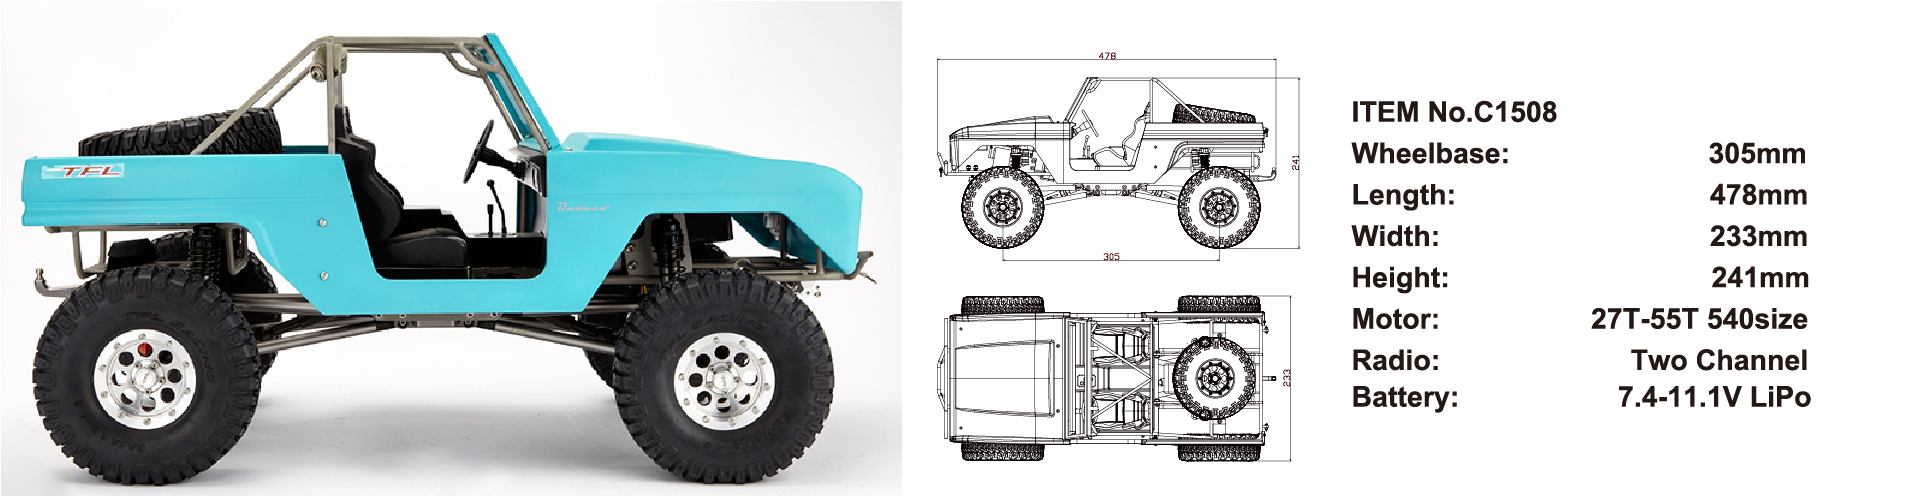 TFL
Bronco
478
241
305
233
ITEM No.C1508
Wheelbase: 305mm
Length: 478mm
Width: 233mm
Height: 241mm
Motor: 27T-55T 540size
Radio: Two Channel
Battery: 7.4-11.1V LiPo